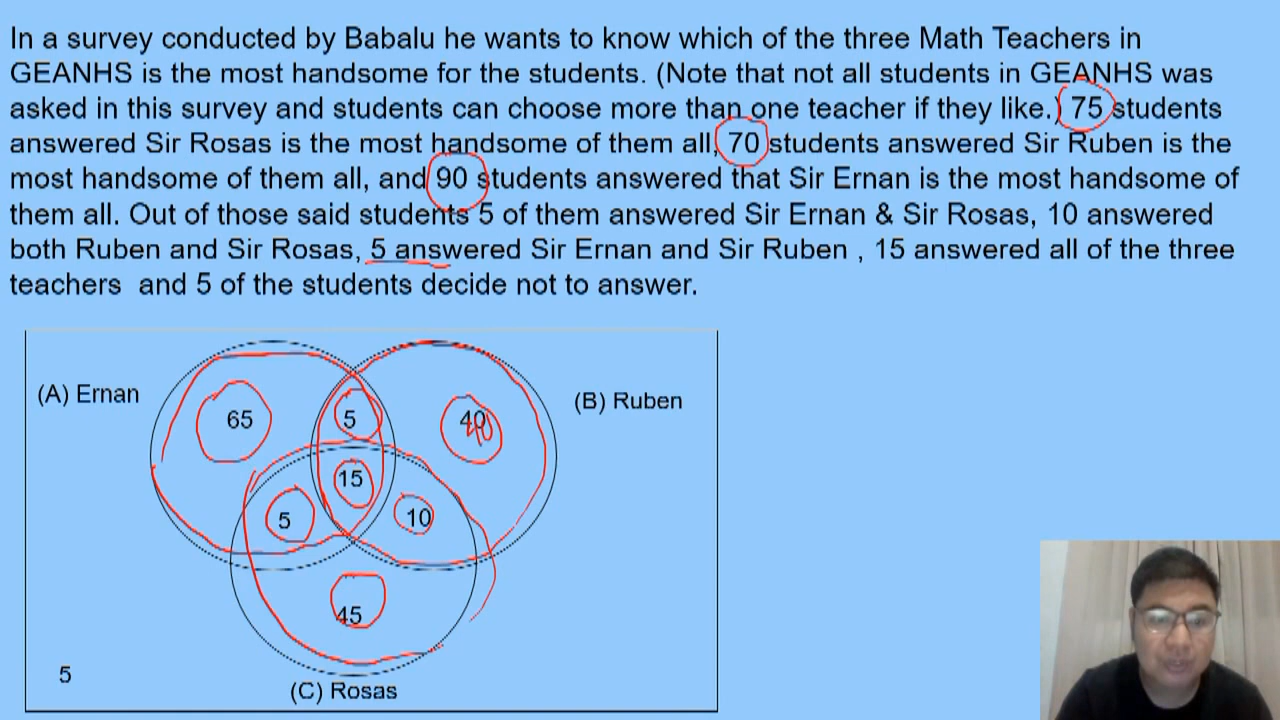 In a survey conducted by Babalu he wants to know which of the three Math Teachers in
GEANHS is the most handsome for the students. (Note that not all students in GEANHS was
asked in this survey and students can choose more than one teacher if they like.) 75 students
answered Sir Rosas is the most handsome of them all, 70 students answered Sir Ruben is the
most handsome of them all, and 90 students answered that Sir Ernan is the most handsome of
them all. Out of those said students 5 of them answered Sir Ernan & Sir Rosas, 10 answered
both Ruben and Sir Rosas, 5 answered Sir Ernan and Sir Ruben , 15 answered all of the three
teachers and 5 of the students decide not to answer.
(A) Ernan
(B) Ruben
65
5
40
40
15
5
10
45
5
(C) Rosas